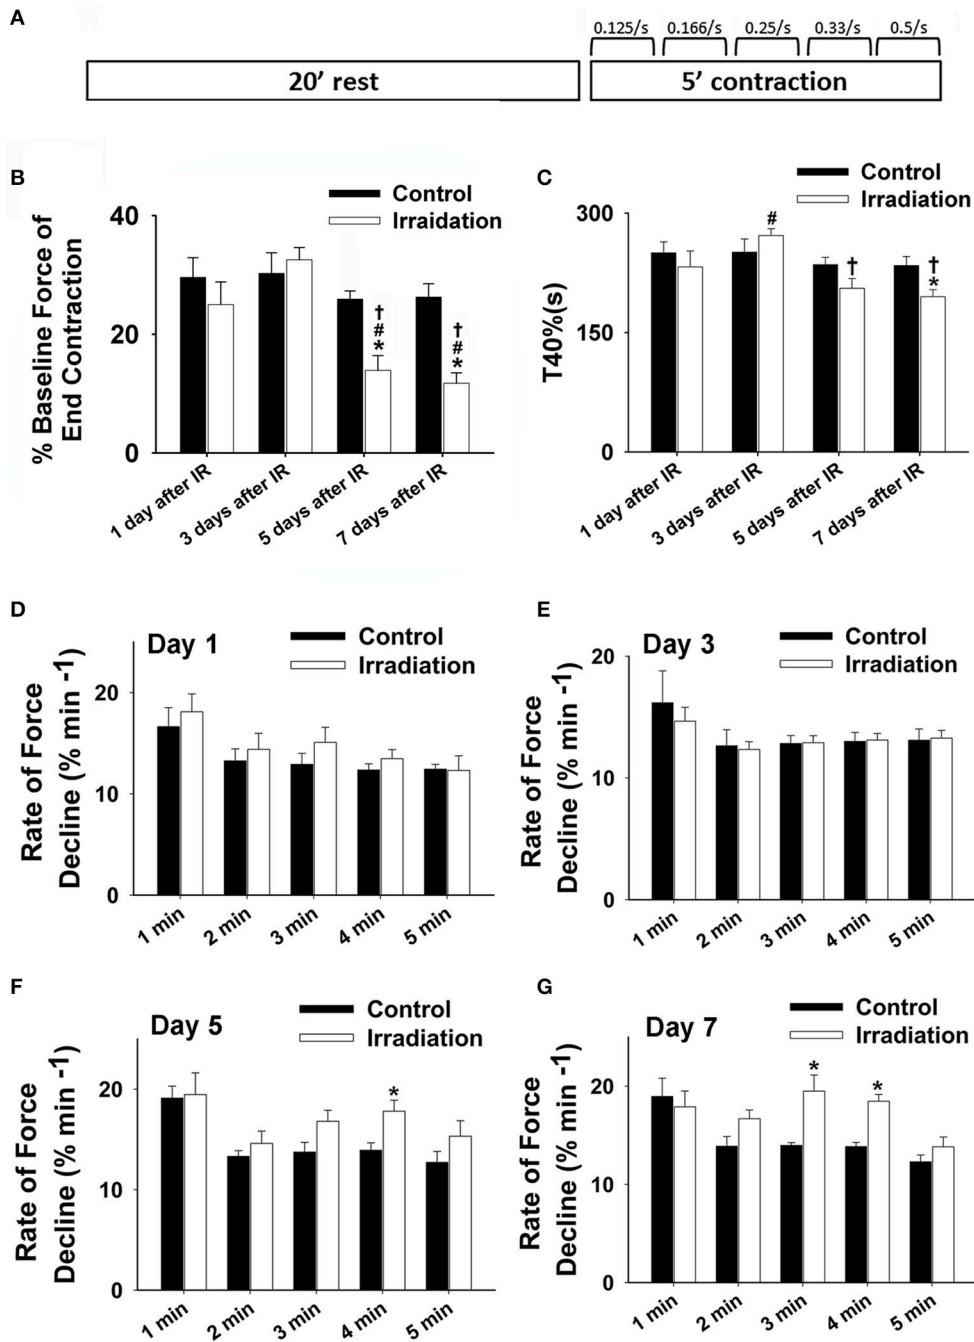 A
0.125/s 0.166/s 0.25/s 0.33/s 0.5/s
20’ rest
5’ contraction
B
Control
Irraidation
% Baseline Force of
End Contraction
40
20
0
†
#
*
†
#
*
1 day after IR
3 days after IR
5 days after IR
7 days after IR
C
Control
Irradiation
T40%(s)
300
150
0
#
†
†
*
1 day after IR
3 days after IR
5 days after IR
7 days after IR
D
Day 1
Control
Irradiation
Rate of Force
Decline (% min -1)
20
10
0
1 min
2 min
3 min
4 min
5 min
E
Day 3
Control
Irradiation
Rate of Force
Decline (% min -1)
20
10
0
1 min
2 min
3 min
4 min
5 min
F
Day 5
Control
Irradiation
Rate of Force
Decline (% min -1)
20
10
0
*
1 min
2 min
3 min
4 min
5 min
G
Day 7
Control
Irradiation
Rate of Force
Decline (% min -1)
20
10
0
*
*
1 min
2 min
3 min
4 min
5 min